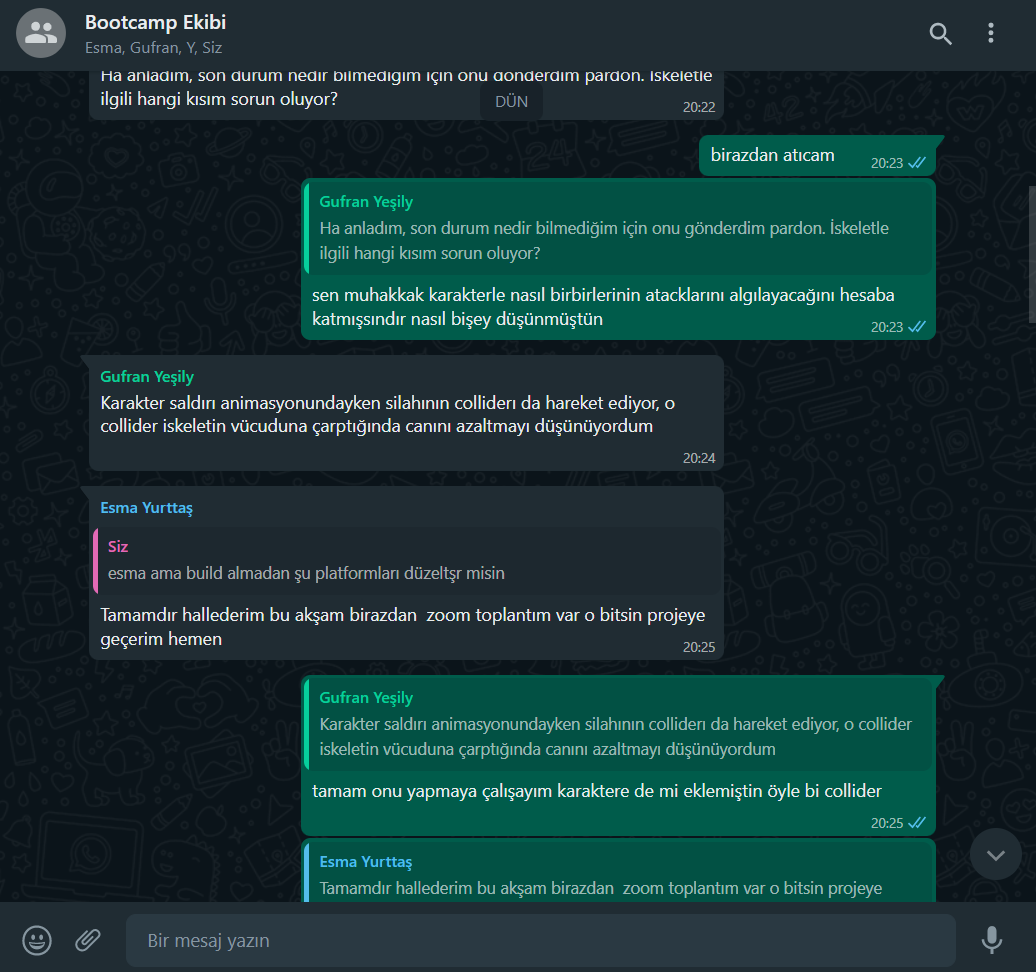 Bootcamp Ekibi
Esma, Gufran, Y, Siz
Ha anladım, son durum nedir bilmediğim için onu gönderdim pardon. İskeletle
ilgili hangi kısım sorun oluyor?
20:22
DÜN
birazdan atıcam
20:23
Gufran Yeşily
Ha anladım, son durum nedir bilmediğim için onu gönderdim pardon. İskeletle
ilgili hangi kısım sorun oluyor?
sen muhakkak karakterle nasıl birbirlerinin atacklarını algılayacağını hesaba
katmışsındır nasıl bişey düşünmüştün
20:23
Gufran Yeşily
Karakter saldırı animasyonundayken silahının colliderı da hareket ediyor, o
collider iskeletin vücuduna çarptığında canını azaltmayı düşünüyordum
20:24
Esma Yurttaş
Siz
esma ama build almadan şu platformları düzeltşr misin
Tamamdır hallederim bu akşam birazdan  zoom toplantım var o bitsin projeye
geçerim hemen
20:25
Gufran Yeşily
Karakter saldırı animasyonundayken silahının colliderı da hareket ediyor, o collider
iskeletin vücuduna çarptığında canını azaltmayı düşünüyordum
tamam onu yapmaya çalışayım karaktere de mi eklemiştin öyle bi collider
20:25
Esma Yurttaş
Tamamdır hallederim bu akşam birazdan  zoom toplantım var o bitsin projeye
Bir mesaj yazın